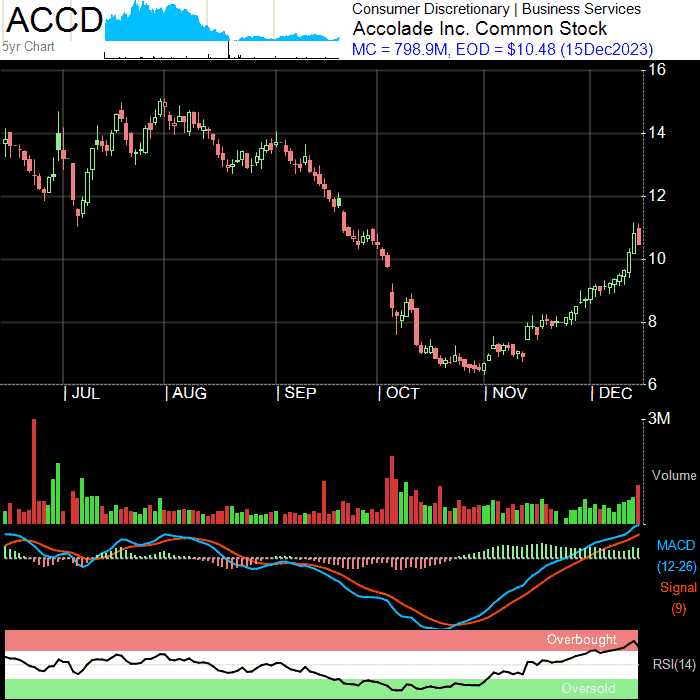 ACCD
5yr Chart
Consumer Discretionary | Business Services
Accolade Inc. Common Stock
MC = 798.9M, EOD = $10.48 (15Dec2023)
16
14
12
10
8
6
| JUL | AUG | SEP | OCT | NOV | DEC
3M
Volume
MACD
(12-26)
Signal
(9)
Overbought
RSI(14)
Oversold